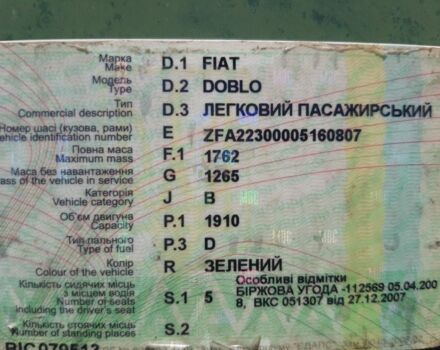 Марка
Make D.1 FIAT
Модель
Type D.2 DOBLO
Тип
Commercial description D.3 ЛЕГКОВИЙ ПАСАЖИРСЬКИЙ
Номер шасі (кузова, рами)
vehicle identification number E ZFA22300005160807
Повна маса
Maximum mass F.1 1762
Маса без навантаження
ass of the vehicle in service G 1265
Категорія
Vehicle category J B
Об'єм двигуна
Capacity P.1 1910
Тип пального
of fuel P.3 D
Колір
Colour of the vehicle R ЗЕЛЕНИЙ
Кількість сидячих місць
з місцем водія
Number of seats
including the driver's seat S.1 5
Особливі відмітки
БІРЖОВА УГОДА -112569 05.04.200
8, ВКС 051307 від 27.12.2007
Кількість стоячих місць
Number of standing places S.2